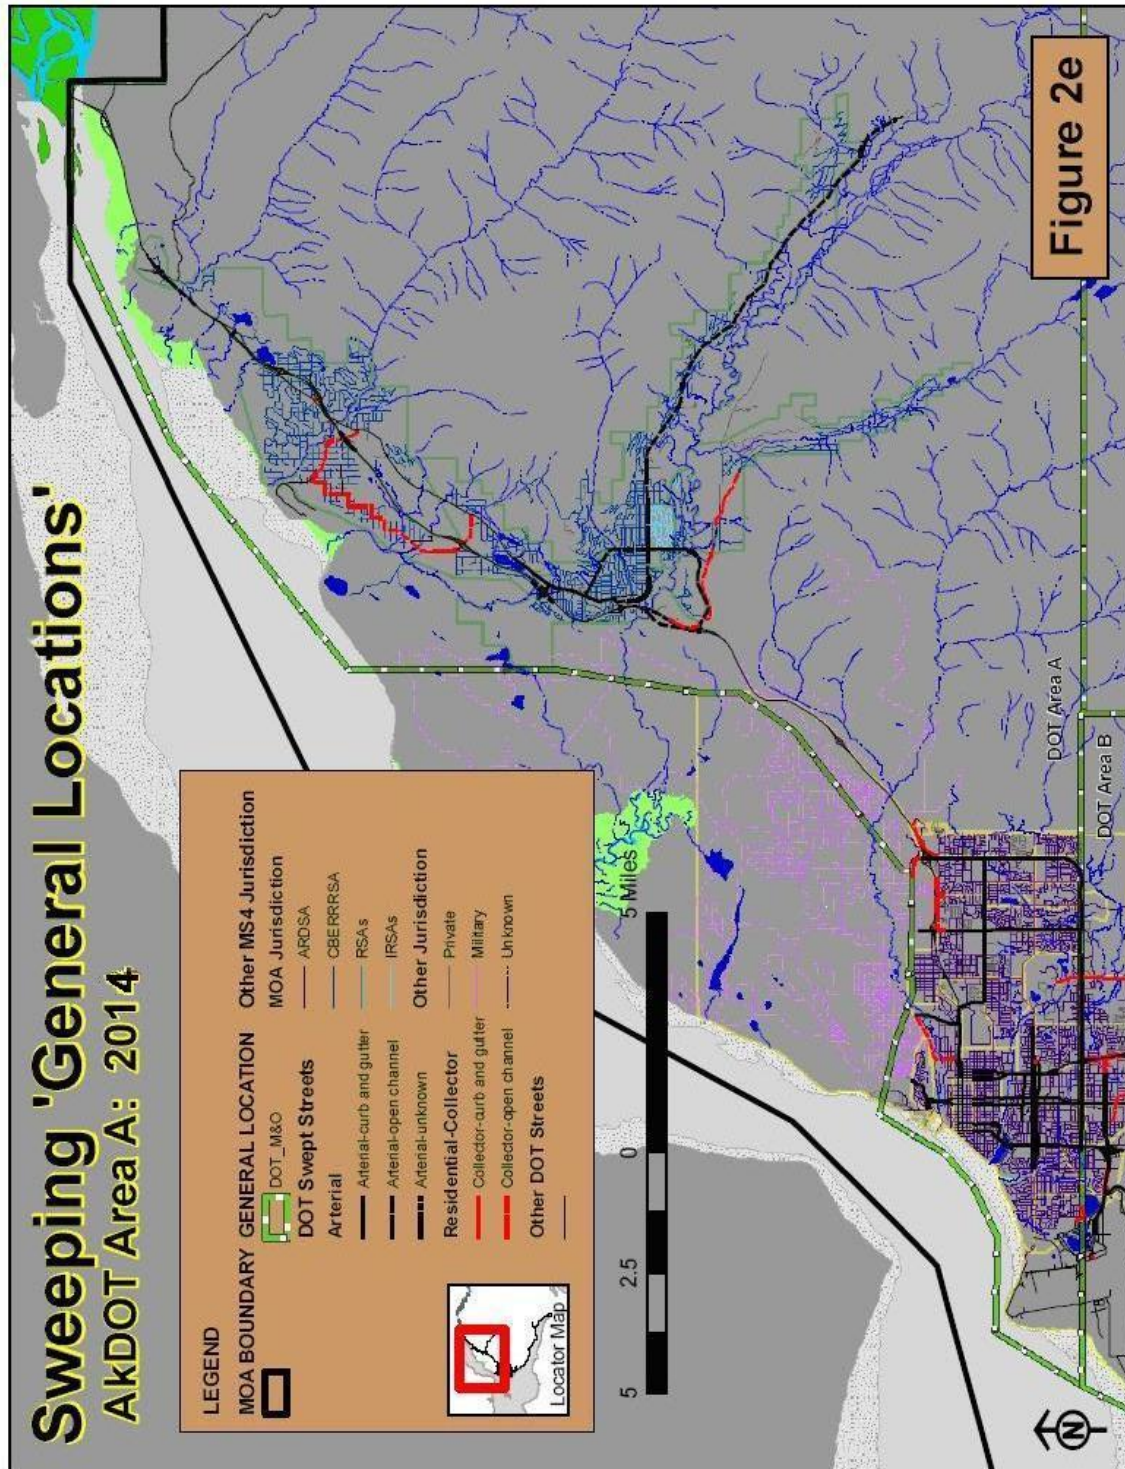 Sweeping 'General Locations'
AkDOT Area A: 2014
LEGEND
MOA BOUNDARY
GENERAL LOCATION
DOT_M&O
DOT Swept Streets
Arterial
Arterial-curb and gutter
Arterial-open channel
Arterial-unknown
Residential-Collector
Collector-curb and gutter
Collector-open channel
Other DOT Streets
Other MS4 Jurisdiction
MOA Jurisdiction
ARDSA
CBERRRSA
RSAs
IRSAs
Other Jurisdiction
Private
Military
Unknown
Locator Map
5
2.5
0
5 Miles
N
DOT Area A
DOT Area B
Figure 2e